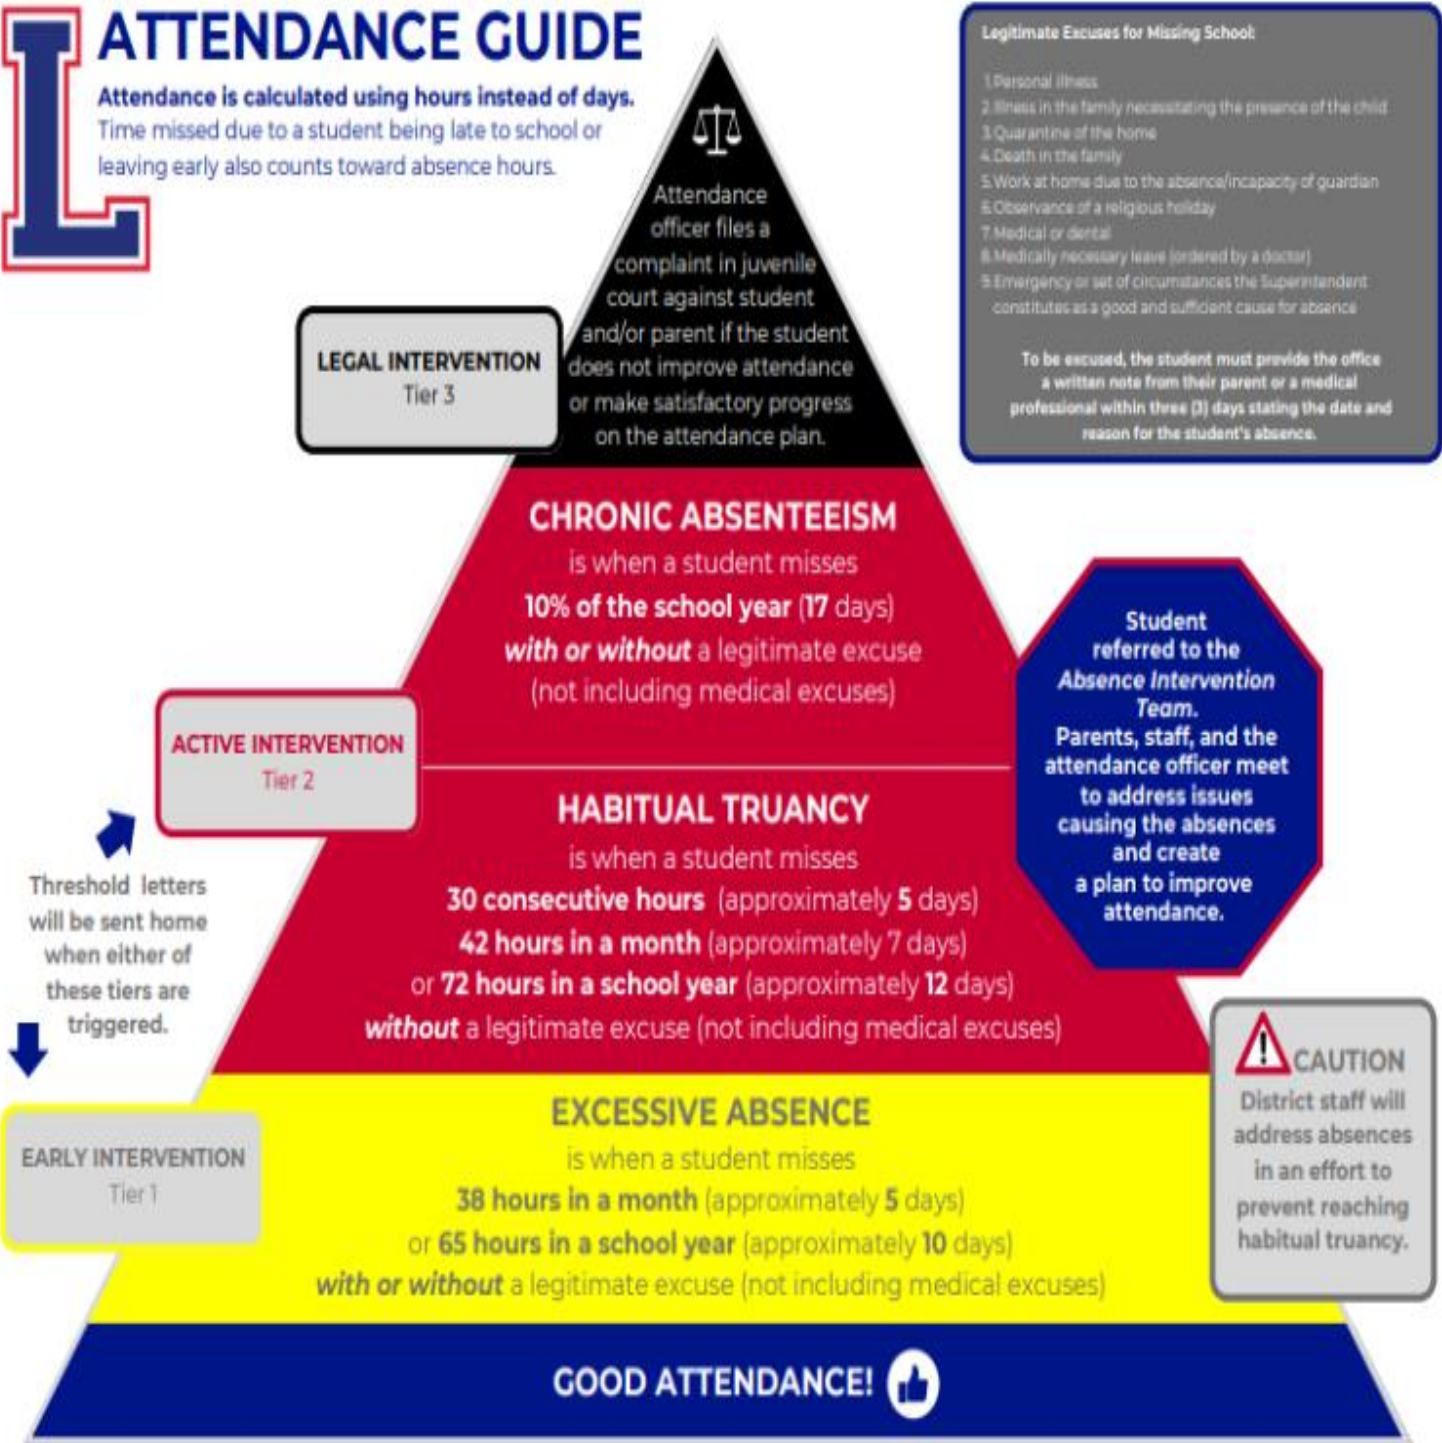 L
ATTENDANCE GUIDE
Attendance is calculated using hours instead of days.
Time missed due to a student being late to school or
leaving early also counts toward absence hours.
Legitimate Excuses for Missing School:
1.Personal illness
2.Illness in the family necessitating the presence of the child
3.Quarantine of the home
4.Death in the family
5.Work at home due to the absence/incapacity of guardian
6.Observance of a religious holiday
7.Medical or dental
8.Medically necessary leave (ordered by a doctor)
9.Emergency or set of circumstances the Superintendent
constitutes as a good and sufficient cause for absence
To be excused, the student must provide the office
a written note from their parent or a medical
professional within three (3) days stating the date and
reason for the student's absence.
Attendance
officer files a
complaint in juvenile
court against student
and/or parent if the student
does not improve attendance
or make satisfactory progress
on the attendance plan.
LEGAL INTERVENTION
Tier 3
CHRONIC ABSENTEEISM
is when a student misses
10% of the school year (17 days)
with or without a legitimate excuse
(not including medical excuses)
Student
referred to the
Absence Intervention
Team.
Parents, staff, and the
attendance officer meet
to address issues
causing the absences
and create
a plan to improve
attendance.
ACTIVE INTERVENTION
Tier 2
HABITUAL TRUANCY
is when a student misses
30 consecutive hours (approximately 5 days)
42 hours in a month (approximately 7 days)
or 72 hours in a school year (approximately 12 days)
without a legitimate excuse (not including medical excuses)
Threshold letters
will be sent home
when either of
these tiers are
triggered.
EARLY INTERVENTION
Tier 1
EXCESSIVE ABSENCE
is when a student misses
38 hours in a month (approximately 5 days)
or 65 hours in a school year (approximately 10 days)
with or without a legitimate excuse (not including medical excuses)
! CAUTION
District staff will
address absences
in an effort to
prevent reaching
habitual truancy.
GOOD ATTENDANCE!